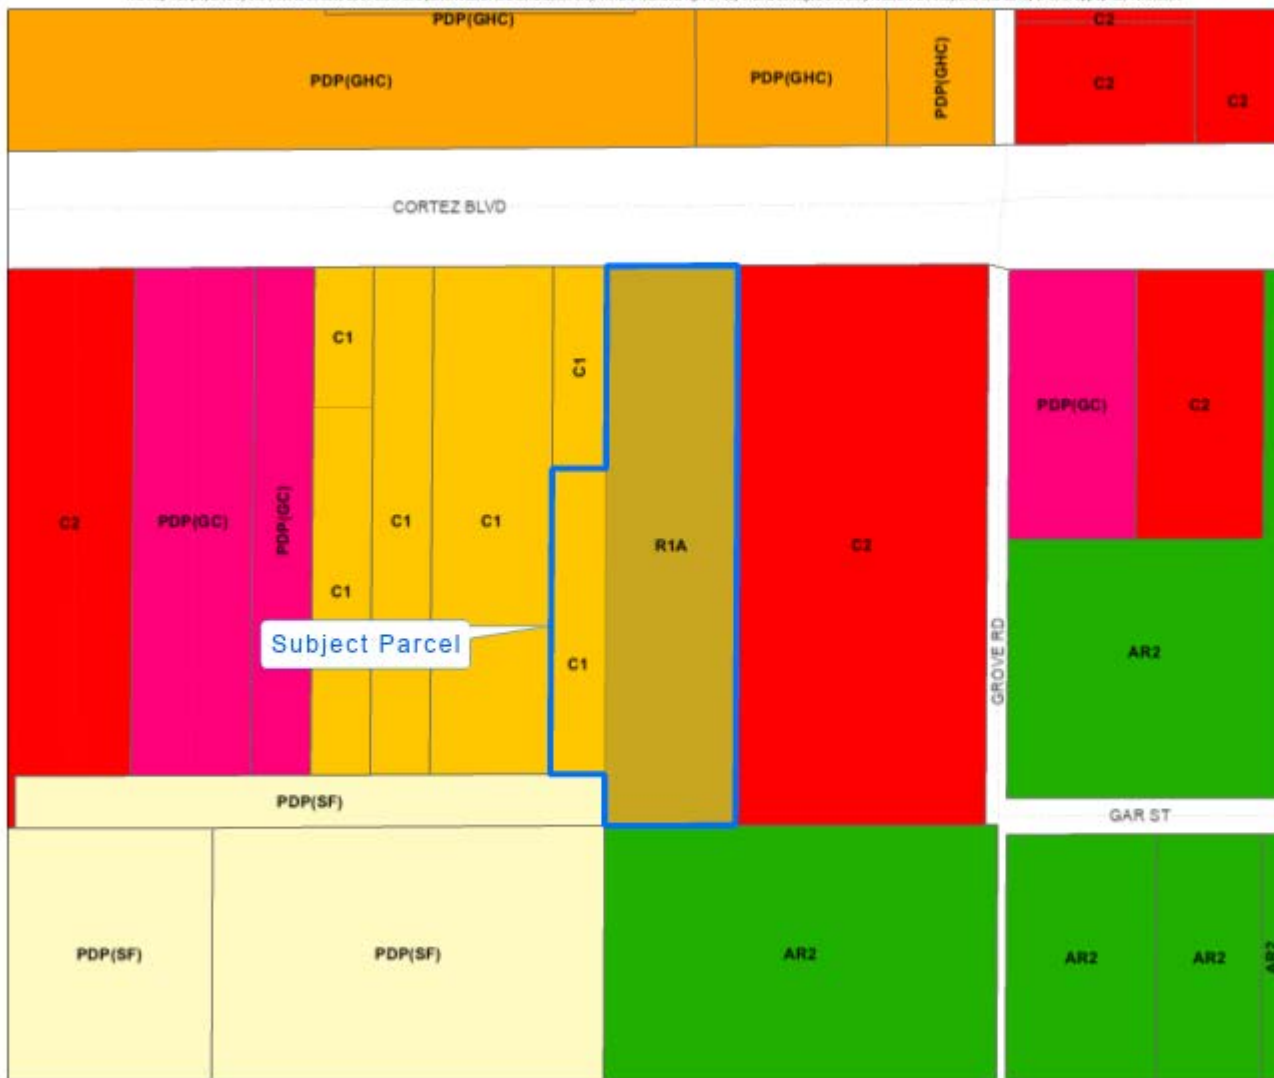 PDP(GHC)
C2
PDP(GHC)
PDP(GHC)
PDP(GHC)
C2
C2
CORTEZ BLVD
C1
C1
PDP(GC)
C2
C2
PDP(GC)
PDP(GC)
C1
C1
R1A
C2
C1
Subject Parcel
C1
GROVE RD
AR2
PDP(SF)
GAR ST
PDP(SF)
PDP(SF)
AR2
AR2
AR2
AR2